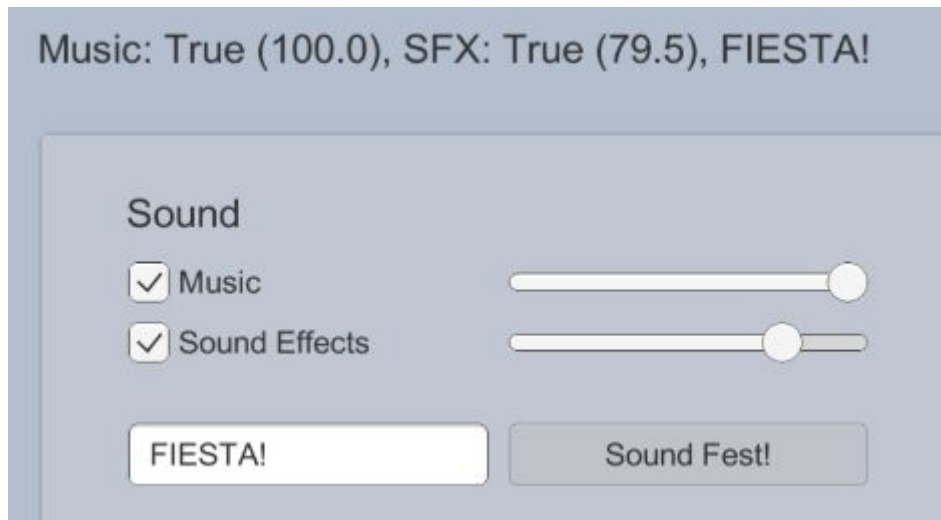 Music: True (100.0), SFX: True (79.5), FIESTA!
Sound
Music
Sound Effects
FIESTA! Sound Fest!